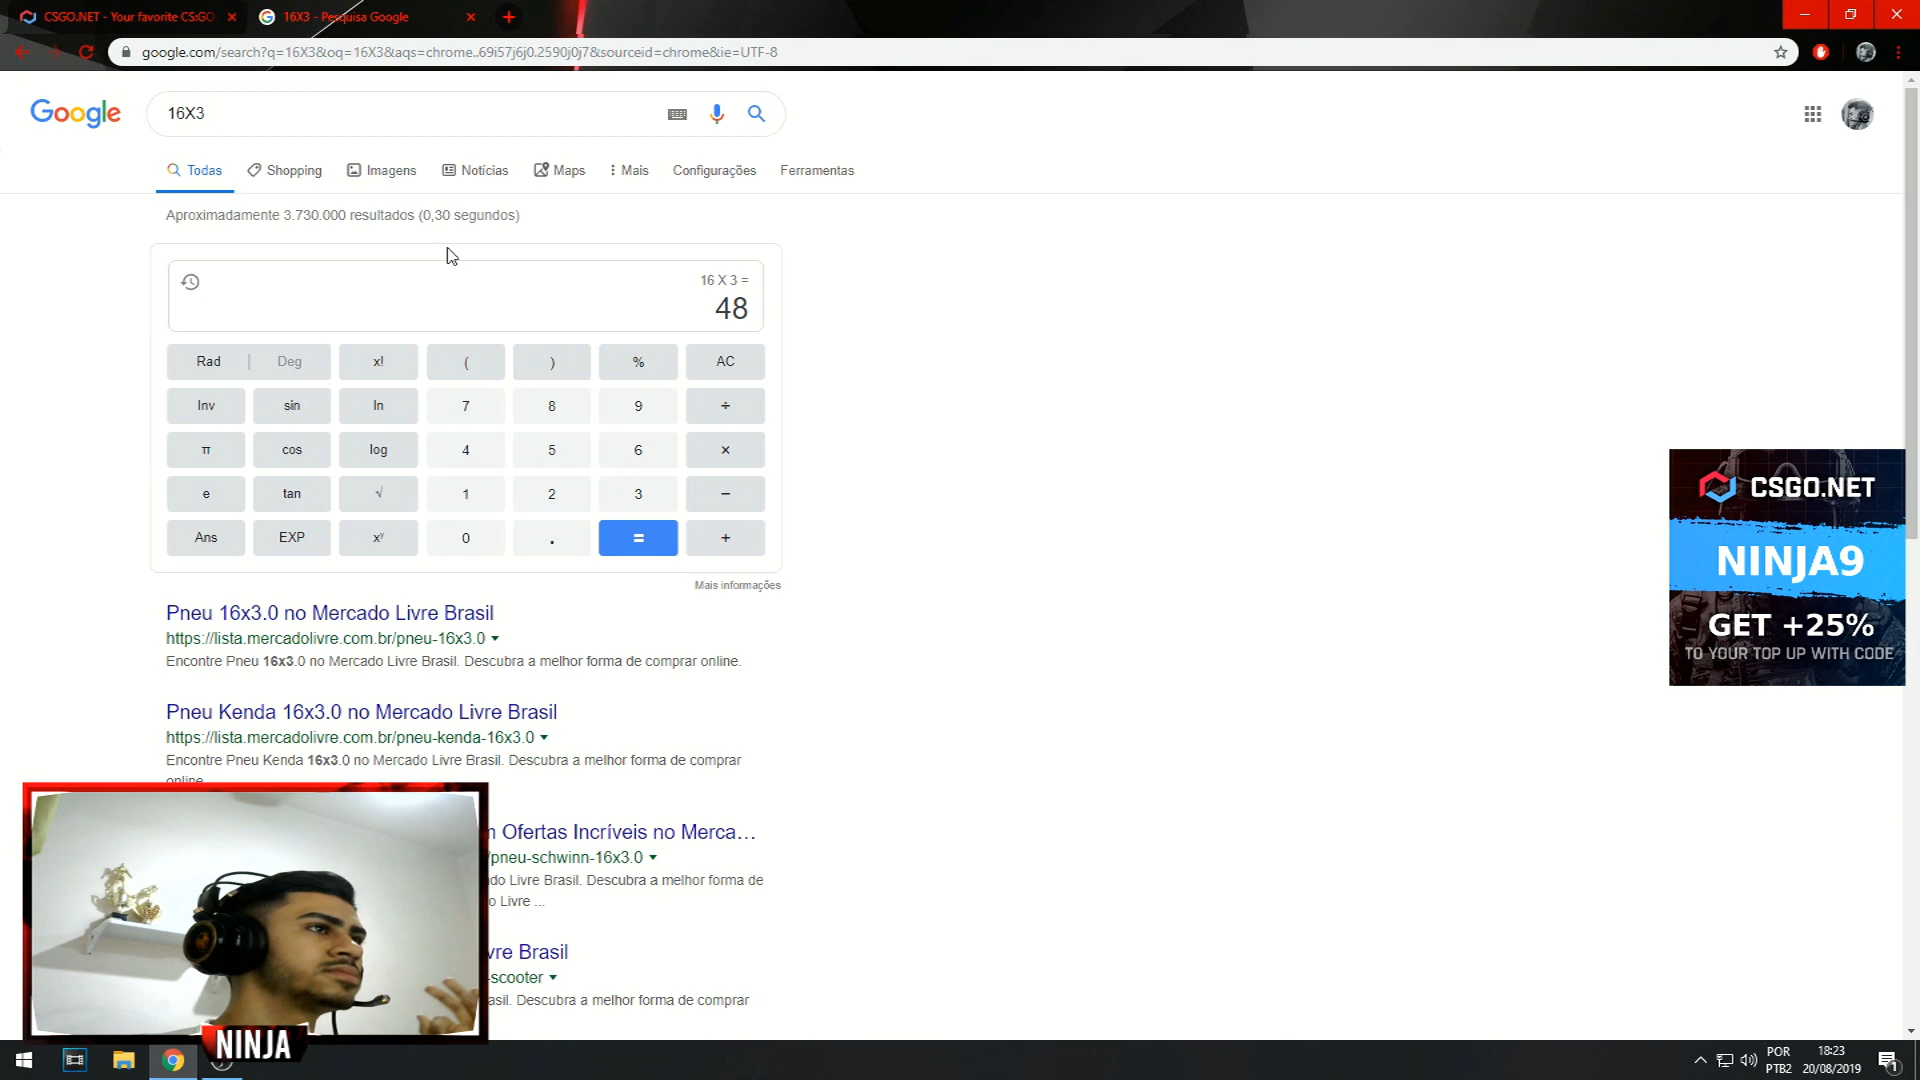 CSGO.NET - Your favorite CS:GO
16X3 - Pesquisa Google
google.com/search?q=16X3&oq=16X3&aqs=chrome..69i57j6j0.2590j0j7&sourceid=chrome&ie=UTF-8
Google
16X3
Todas
Shopping
Imagens
Notícias
Maps
Mais
Configurações
Ferramentas
Aproximadamente 3.730.000 resultados (0,30 segundos)
16 X 3 =
48
Rad | Deg x! ( ) % AC
Inv sin ln 7 8 9 ÷
π cos log 4 5 6 ×
e tan √ 1 2 3 −
Ans EXP xʸ 0 . = +
Mais informações
Pneu 16x3.0 no Mercado Livre Brasil
https://lista.mercadolivre.com.br/pneu-16x3.0
Encontre Pneu 16x3.0 no Mercado Livre Brasil. Descubra a melhor forma de comprar online.
Pneu Kenda 16x3.0 no Mercado Livre Brasil
https://lista.mercadolivre.com.br/pneu-kenda-16x3.0
Encontre Pneu Kenda 16x3.0 no Mercado Livre Brasil. Descubra a melhor forma de comprar
online
Ofertas Incríveis no Merca...
/pneu-schwinn-16x3.0
do Livre Brasil. Descubra a melhor forma de
o Livre ...
vre Brasil
-scooter
asil. Descubra a melhor forma de comprar
CSGO.NET
NINJA9
GET +25%
TO YOUR TOP UP WITH CODE
NINJA
POR
PTB2
18:23
20/08/2019
1